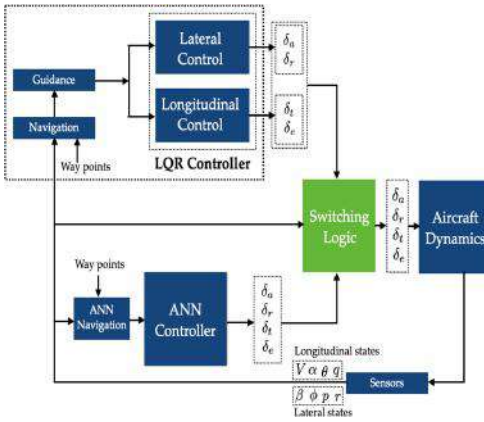 Lateral
Control
δa
δr
Guidance
Longitudinal
Control
δt
δe
Navigation
Way points
LQR Controller
Switching
Logic
δa
δr
δt
δe
Aircraft
Dynamics
Way points
ANN
Navigation
ANN
Controller
δa
δr
δt
δe
Longitudinal states
V α θ q
Sensors
β ϕ p r
Lateral states